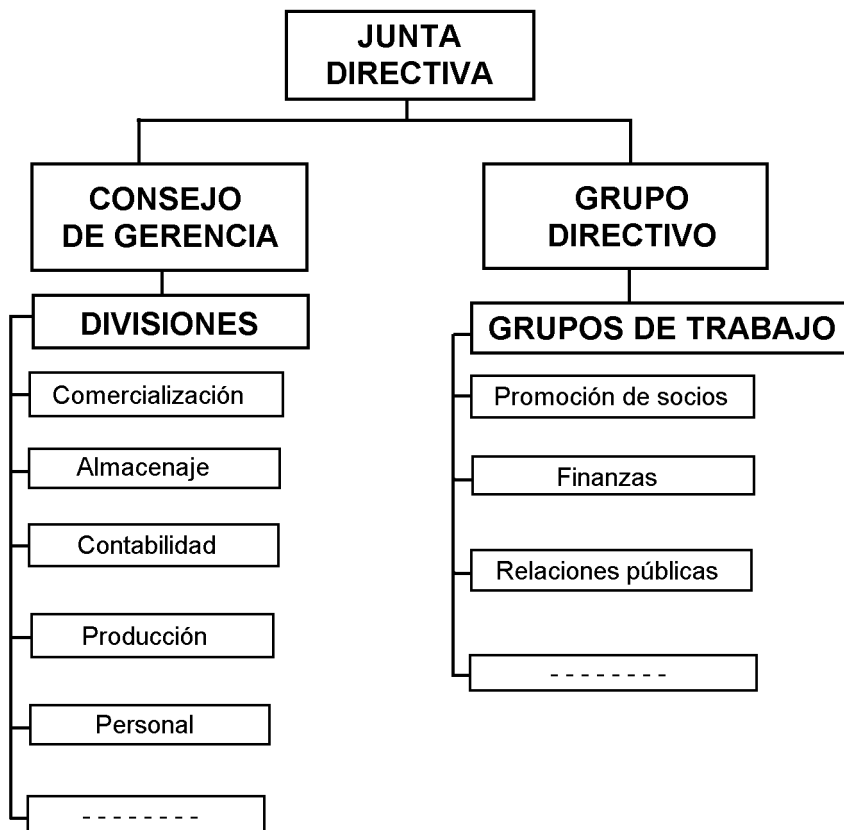 JUNTA
DIRECTIVA
CONSEJO
DE GERENCIA
DIVISIONES
Comercialización
Almacenaje
Contabilidad
Producción
Personal
- - - - - - - -
GRUPO
DIRECTIVO
GRUPOS DE TRABAJO
Promoción de socios
Finanzas
Relaciones públicas
- - - - - - - -